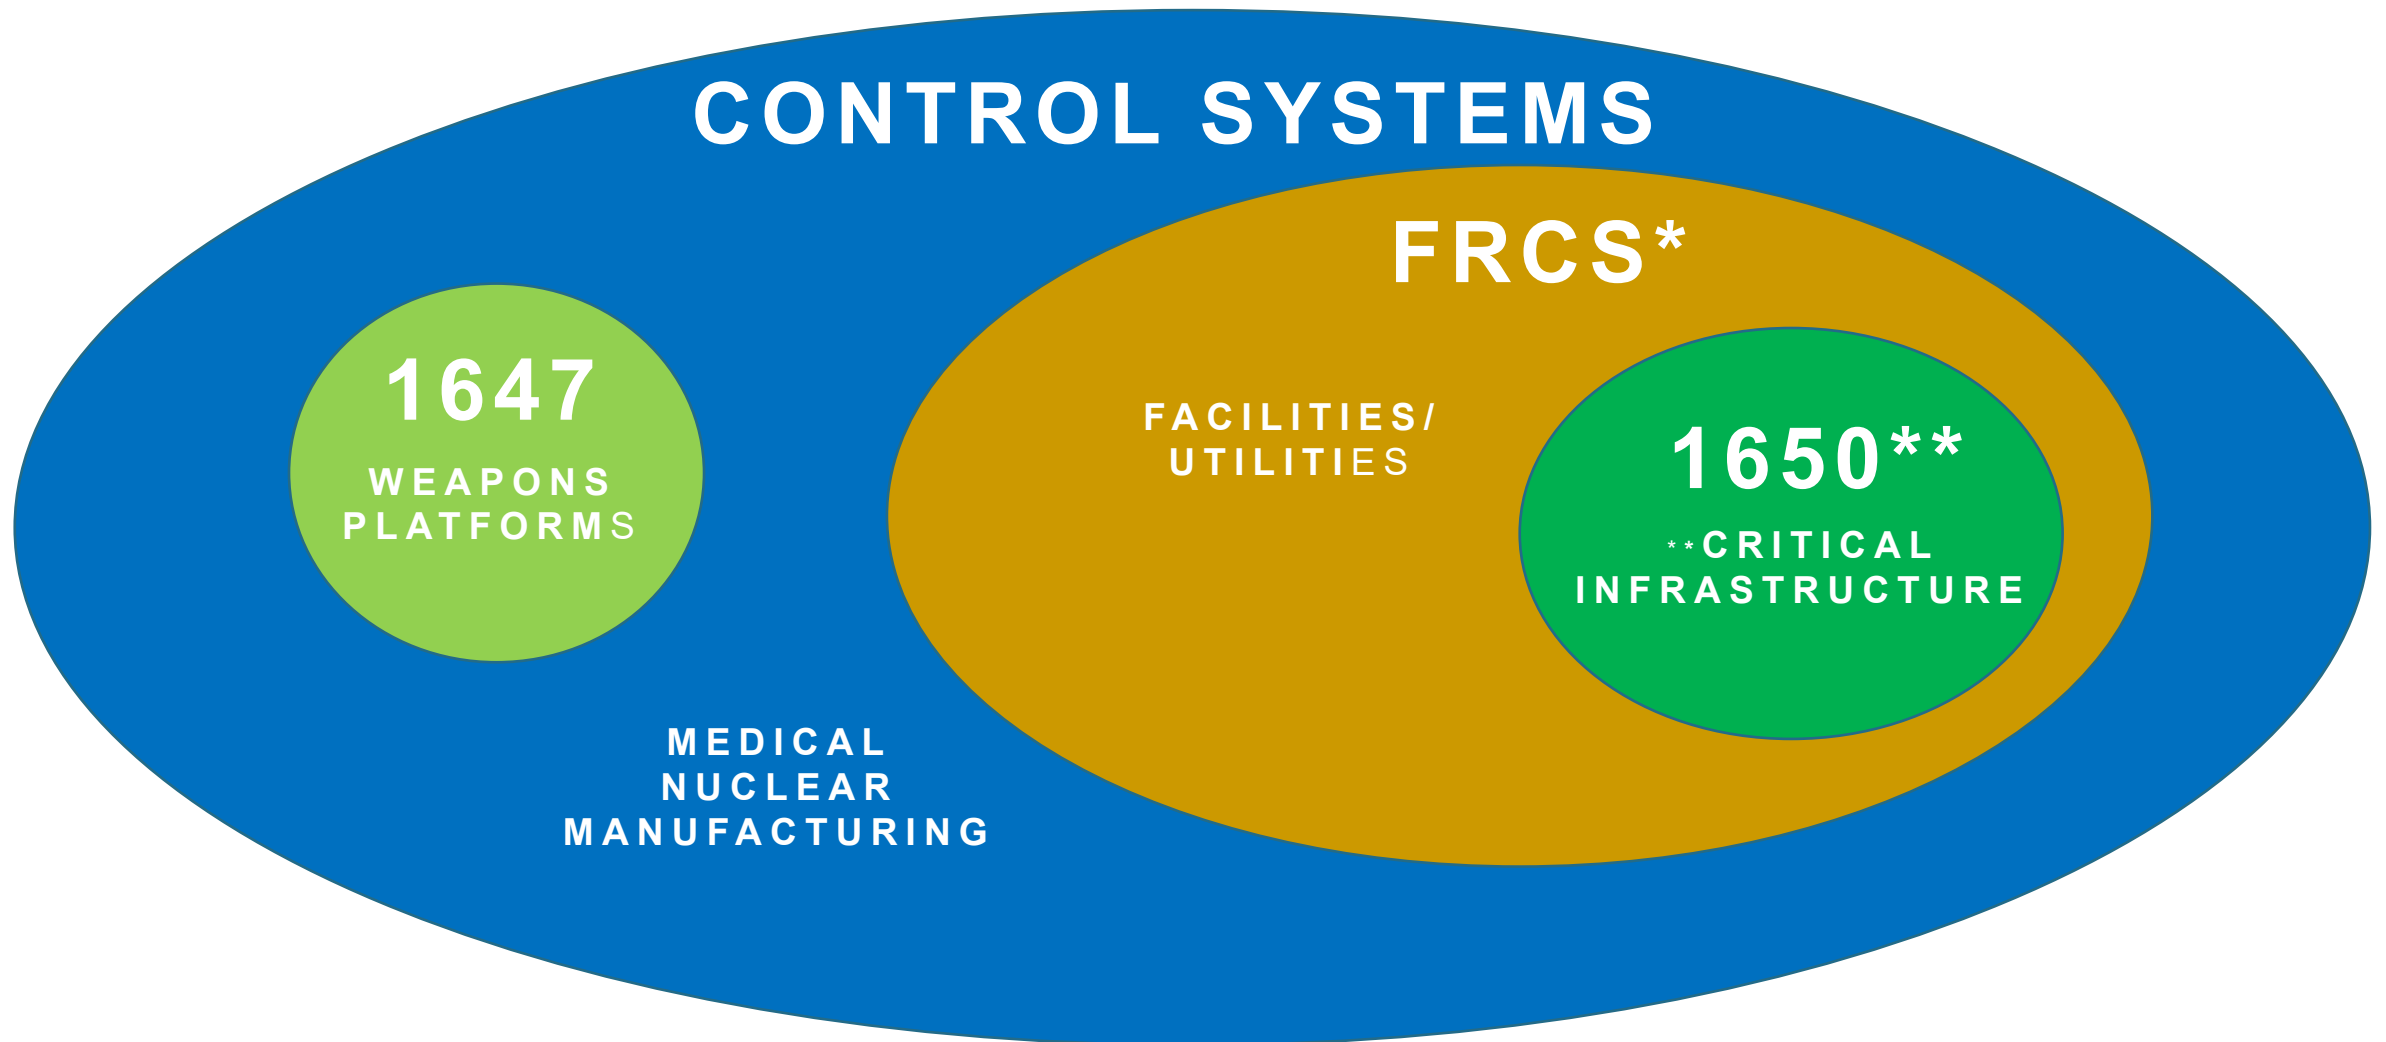 CONTROL SYSTEMS
FRCS*
1647
WEAPONS
PLATFORMS
FACILITIES/
UTILITIES
1650**
**CRITICAL
INFRASTRUCTURE
MEDICAL
NUCLEAR
MANUFACTURING